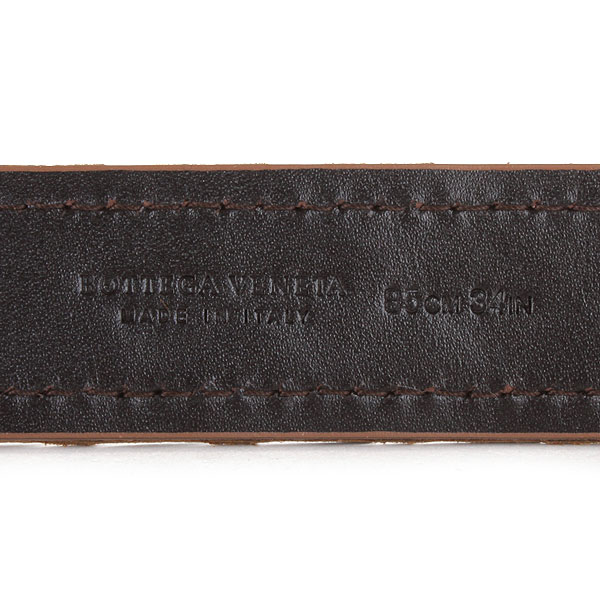 BOTTEGA VENETA
MADE IN ITALY
85CM 34IN